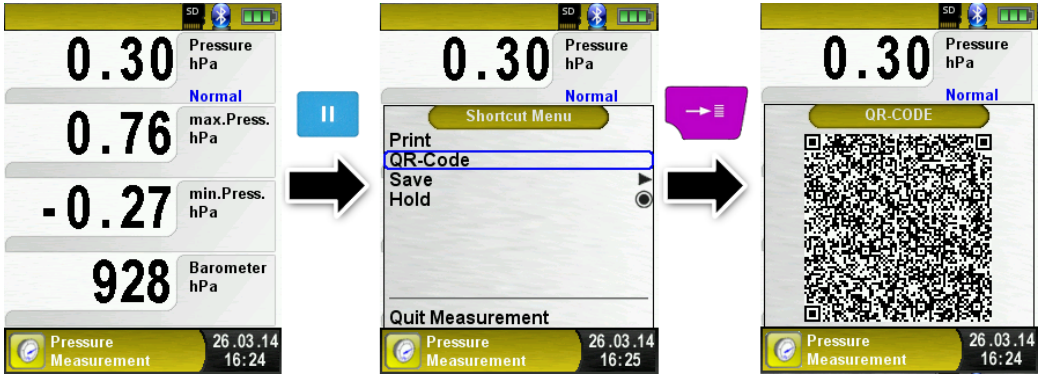 SD
0.30
Pressure
hPa
Normal
0.76
max.Press.
hPa
-0.27
min.Press.
hPa
928
Barometer
hPa
Pressure
Measurement
26.03.14
16:24
SD
0.30
Pressure
hPa
Normal
Shortcut Menu
Print
QR-Code
Save
Hold
Quit Measurement
Pressure
Measurement
26.03.14
16:25
SD
0.30
Pressure
hPa
Normal
QR-CODE
Pressure
Measurement
26.03.14
16:24